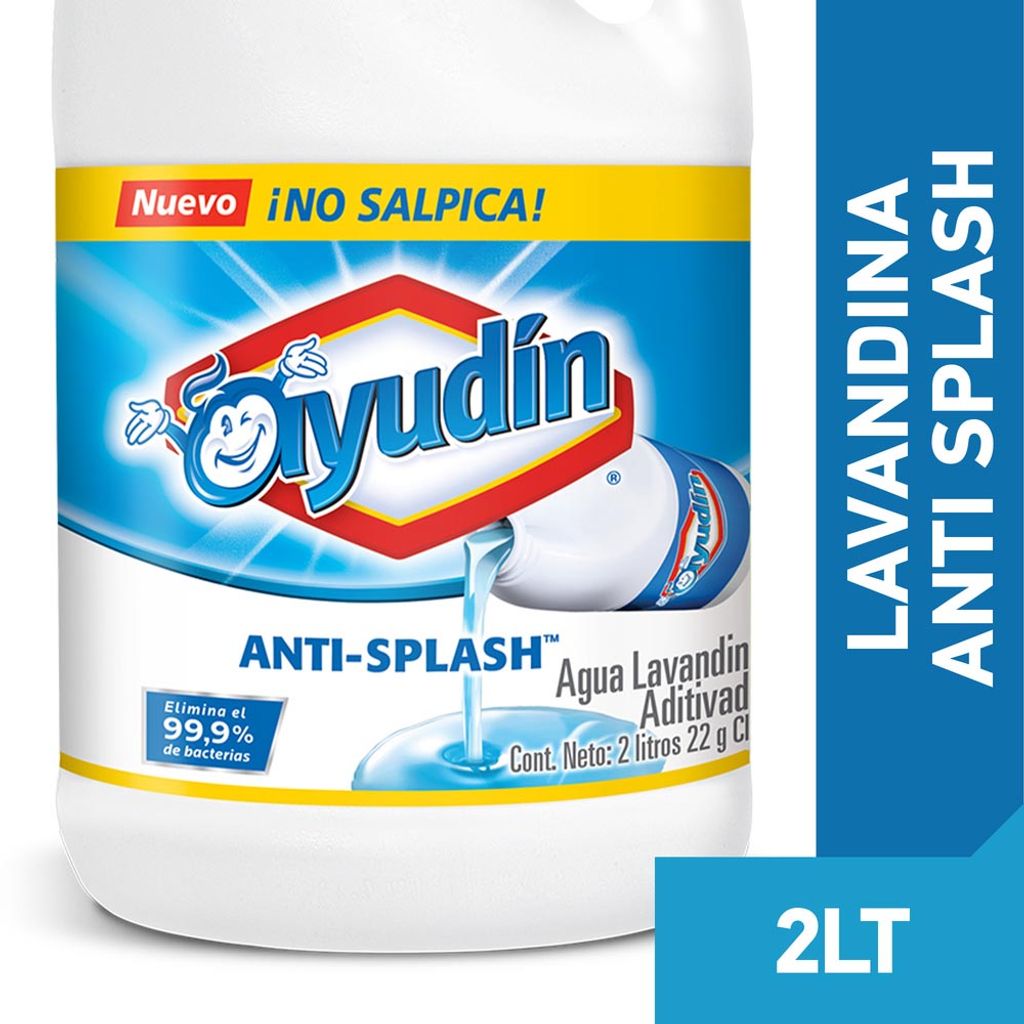 Nuevo ¡NO SALPICA!
Ayudín
®
Ayudín
ANTI-SPLASH™
Agua Lavandin
Aditivad
Cont. Neto: 2 litros 22 g Cl
Elimina el
99,9%
de bacterias
LAVANDINA
ANTI SPLASH
2LT